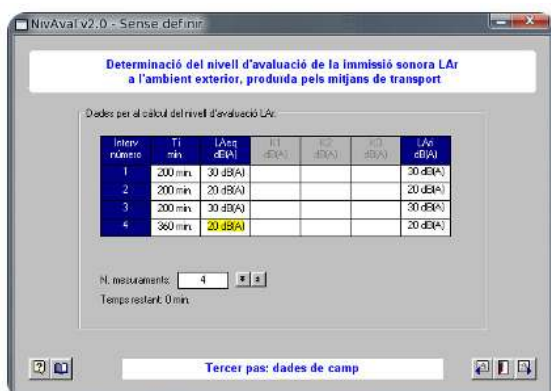 NivAval v2.0 - Sense definir
Determinació del nivell d'avaluació de la immissió sonora LAr
a l'ambient exterior, produïda pels mitjans de transport
Dades per al càlcul del nivell d'avaluació LAr:
Interv Ti LAeq K1 K2 K3 LAri
número min. dB(A) dB(A) dB(A) dB(A) dB(A)
1 200 min. 30 dB(A) 30 dB(A)
2 200 min. 20 dB(A) 20 dB(A)
3 200 min. 30 dB(A) 30 dB(A)
4 360 min. 20 dB(A) 20 dB(A)
N. mesuraments: 4
Temps restant: 0 min.
Tercer pas: dades de camp